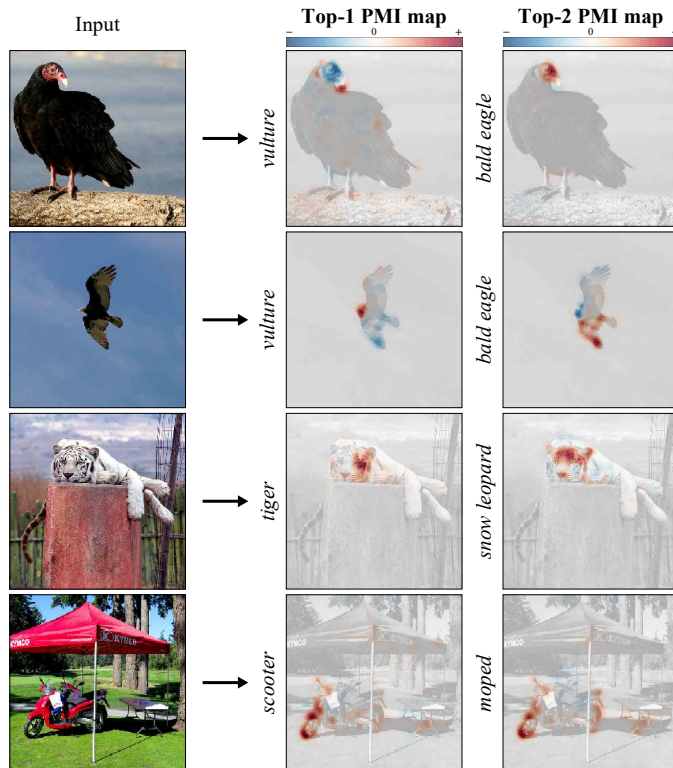 Input
Top-1 PMI map
Top-2 PMI map
− 0 +
− 0
vulture
bald eagle
vulture
bald eagle
tiger
snow leopard
scooter
moped
KYMCO